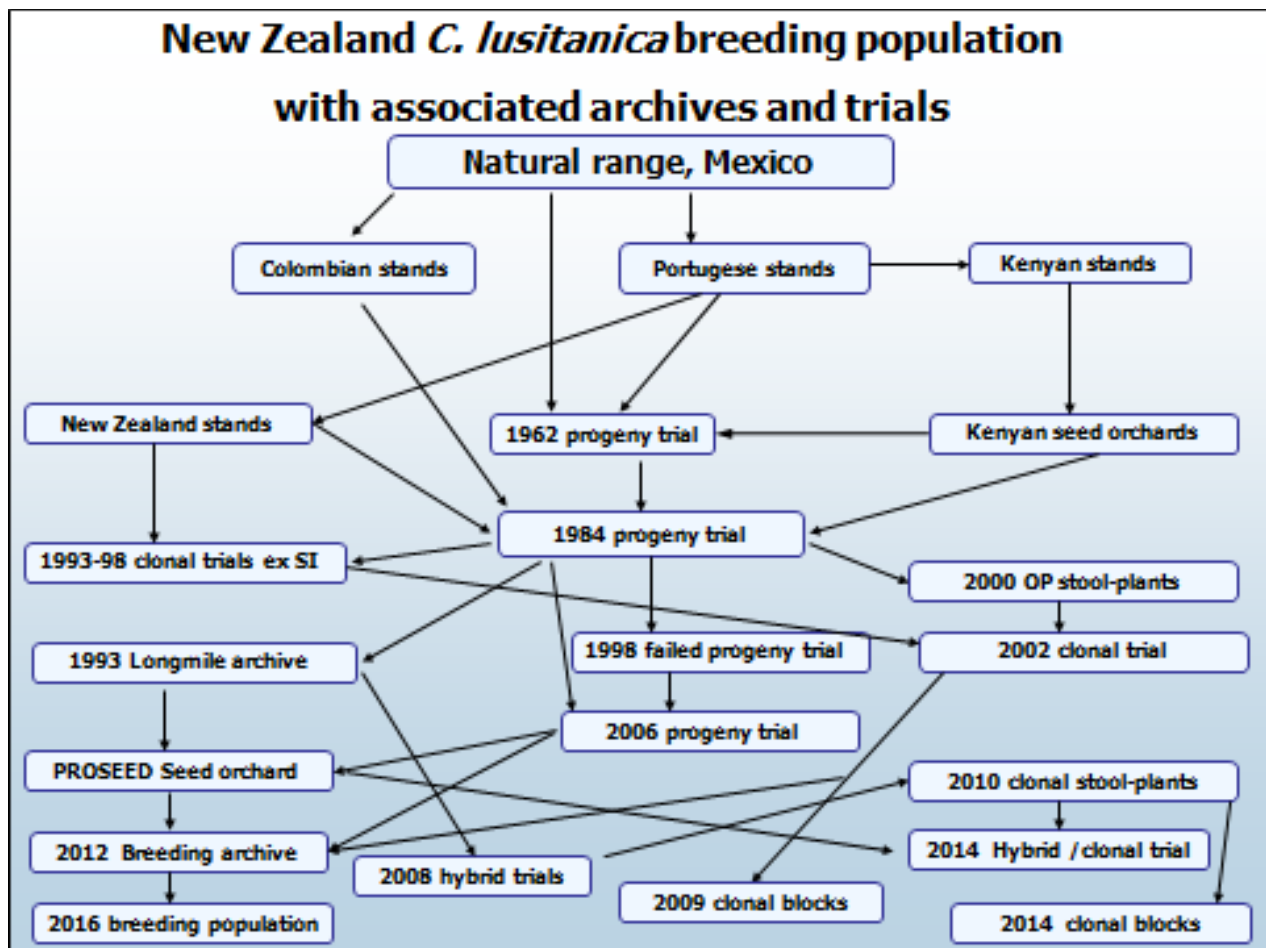 New Zealand C. lusitanica breeding population
with associated archives and trials
Natural range, Mexico
Colombian stands
Portugese stands
Kenyan stands
New Zealand stands
1962 progeny trial
Kenyan seed orchards
1984 progeny trial
1993-98 clonal trials ex SI
2000 OP stool-plants
1993 Longmile archive
1998 failed progeny trial
2002 clonal trial
2006 progeny trial
PROSEED Seed orchard
2010 clonal stool-plants
2012 Breeding archive
2014 Hybrid /clonal trial
2008 hybrid trials
2009 clonal blocks
2016 breeding population
2014 clonal blocks